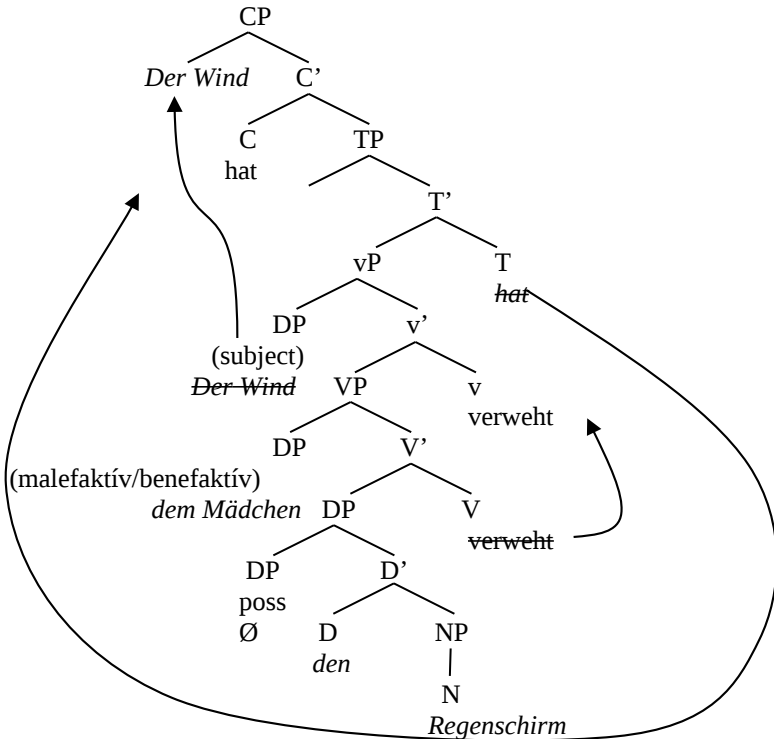 CP
Der Wind C’
C TP
hat
T’
vP T
hat
DP v’
(subject)
Der Wind VP v
verweht
DP V’
(malefaktív/benefaktív)
dem Mädchen DP V
verweht
DP D’
poss
Ø D NP
den
N
Regenschirm